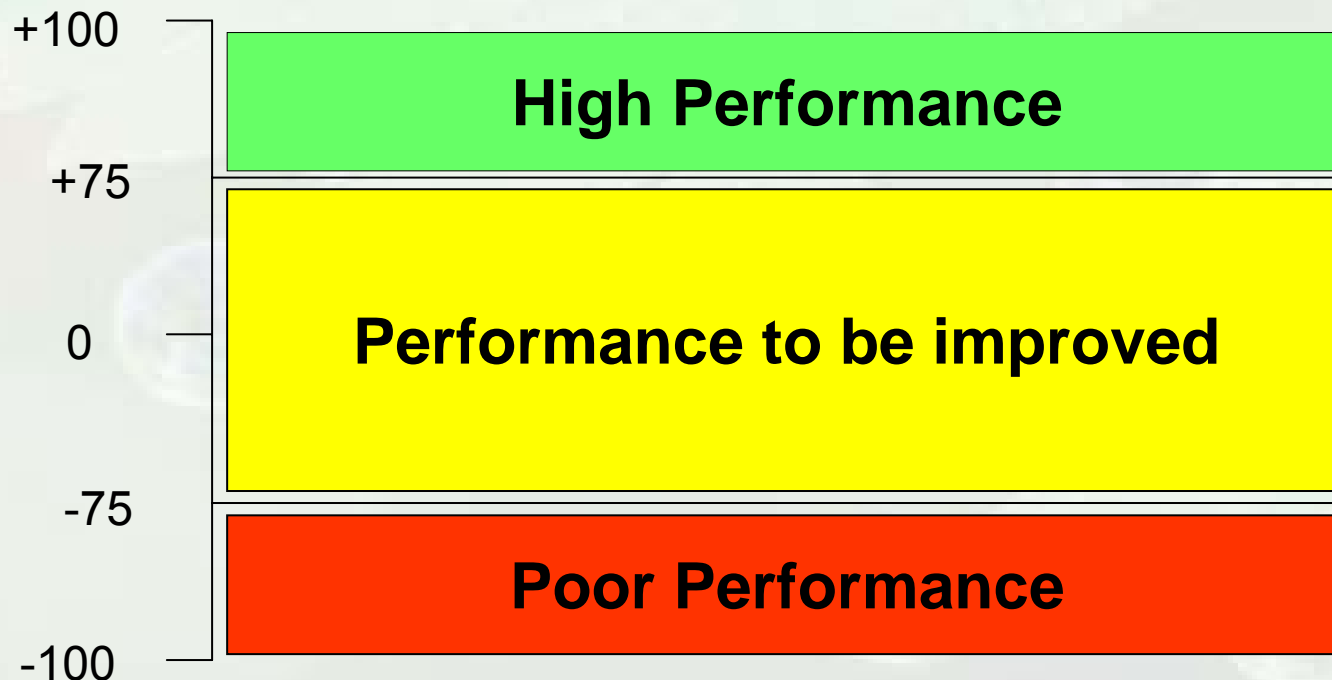 +100
High Performance
+75
Performance to be improved
0
-75
Poor Performance
-100